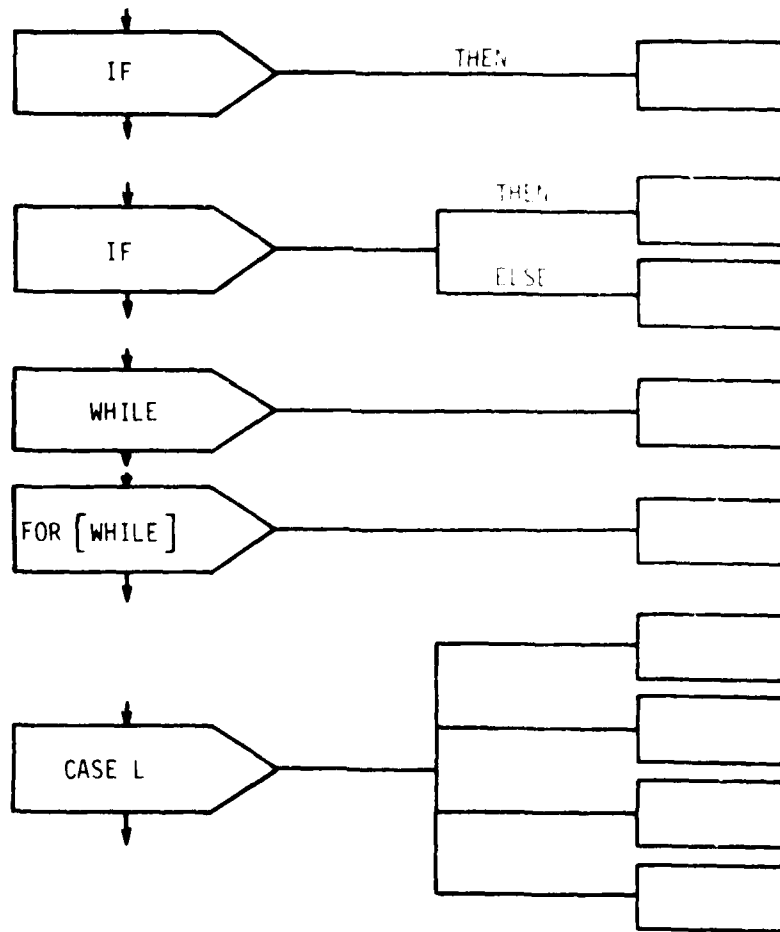 IF
THEN
IF
THEN
ELSE
WHILE
FOR [WHILE]
CASE L